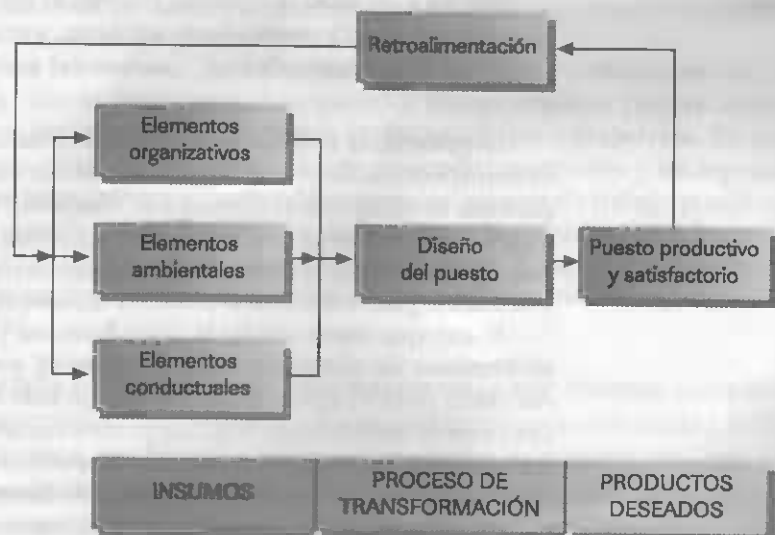 Retroalimentación
Elementos
organizativos
Elementos
ambientales
Diseño
del puesto
Puesto productivo
y satisfactorio
Elementos
conductuales
INSUMOS
PROCESO DE
TRANSFORMACIÓN
PRODUCTOS
DESEADOS